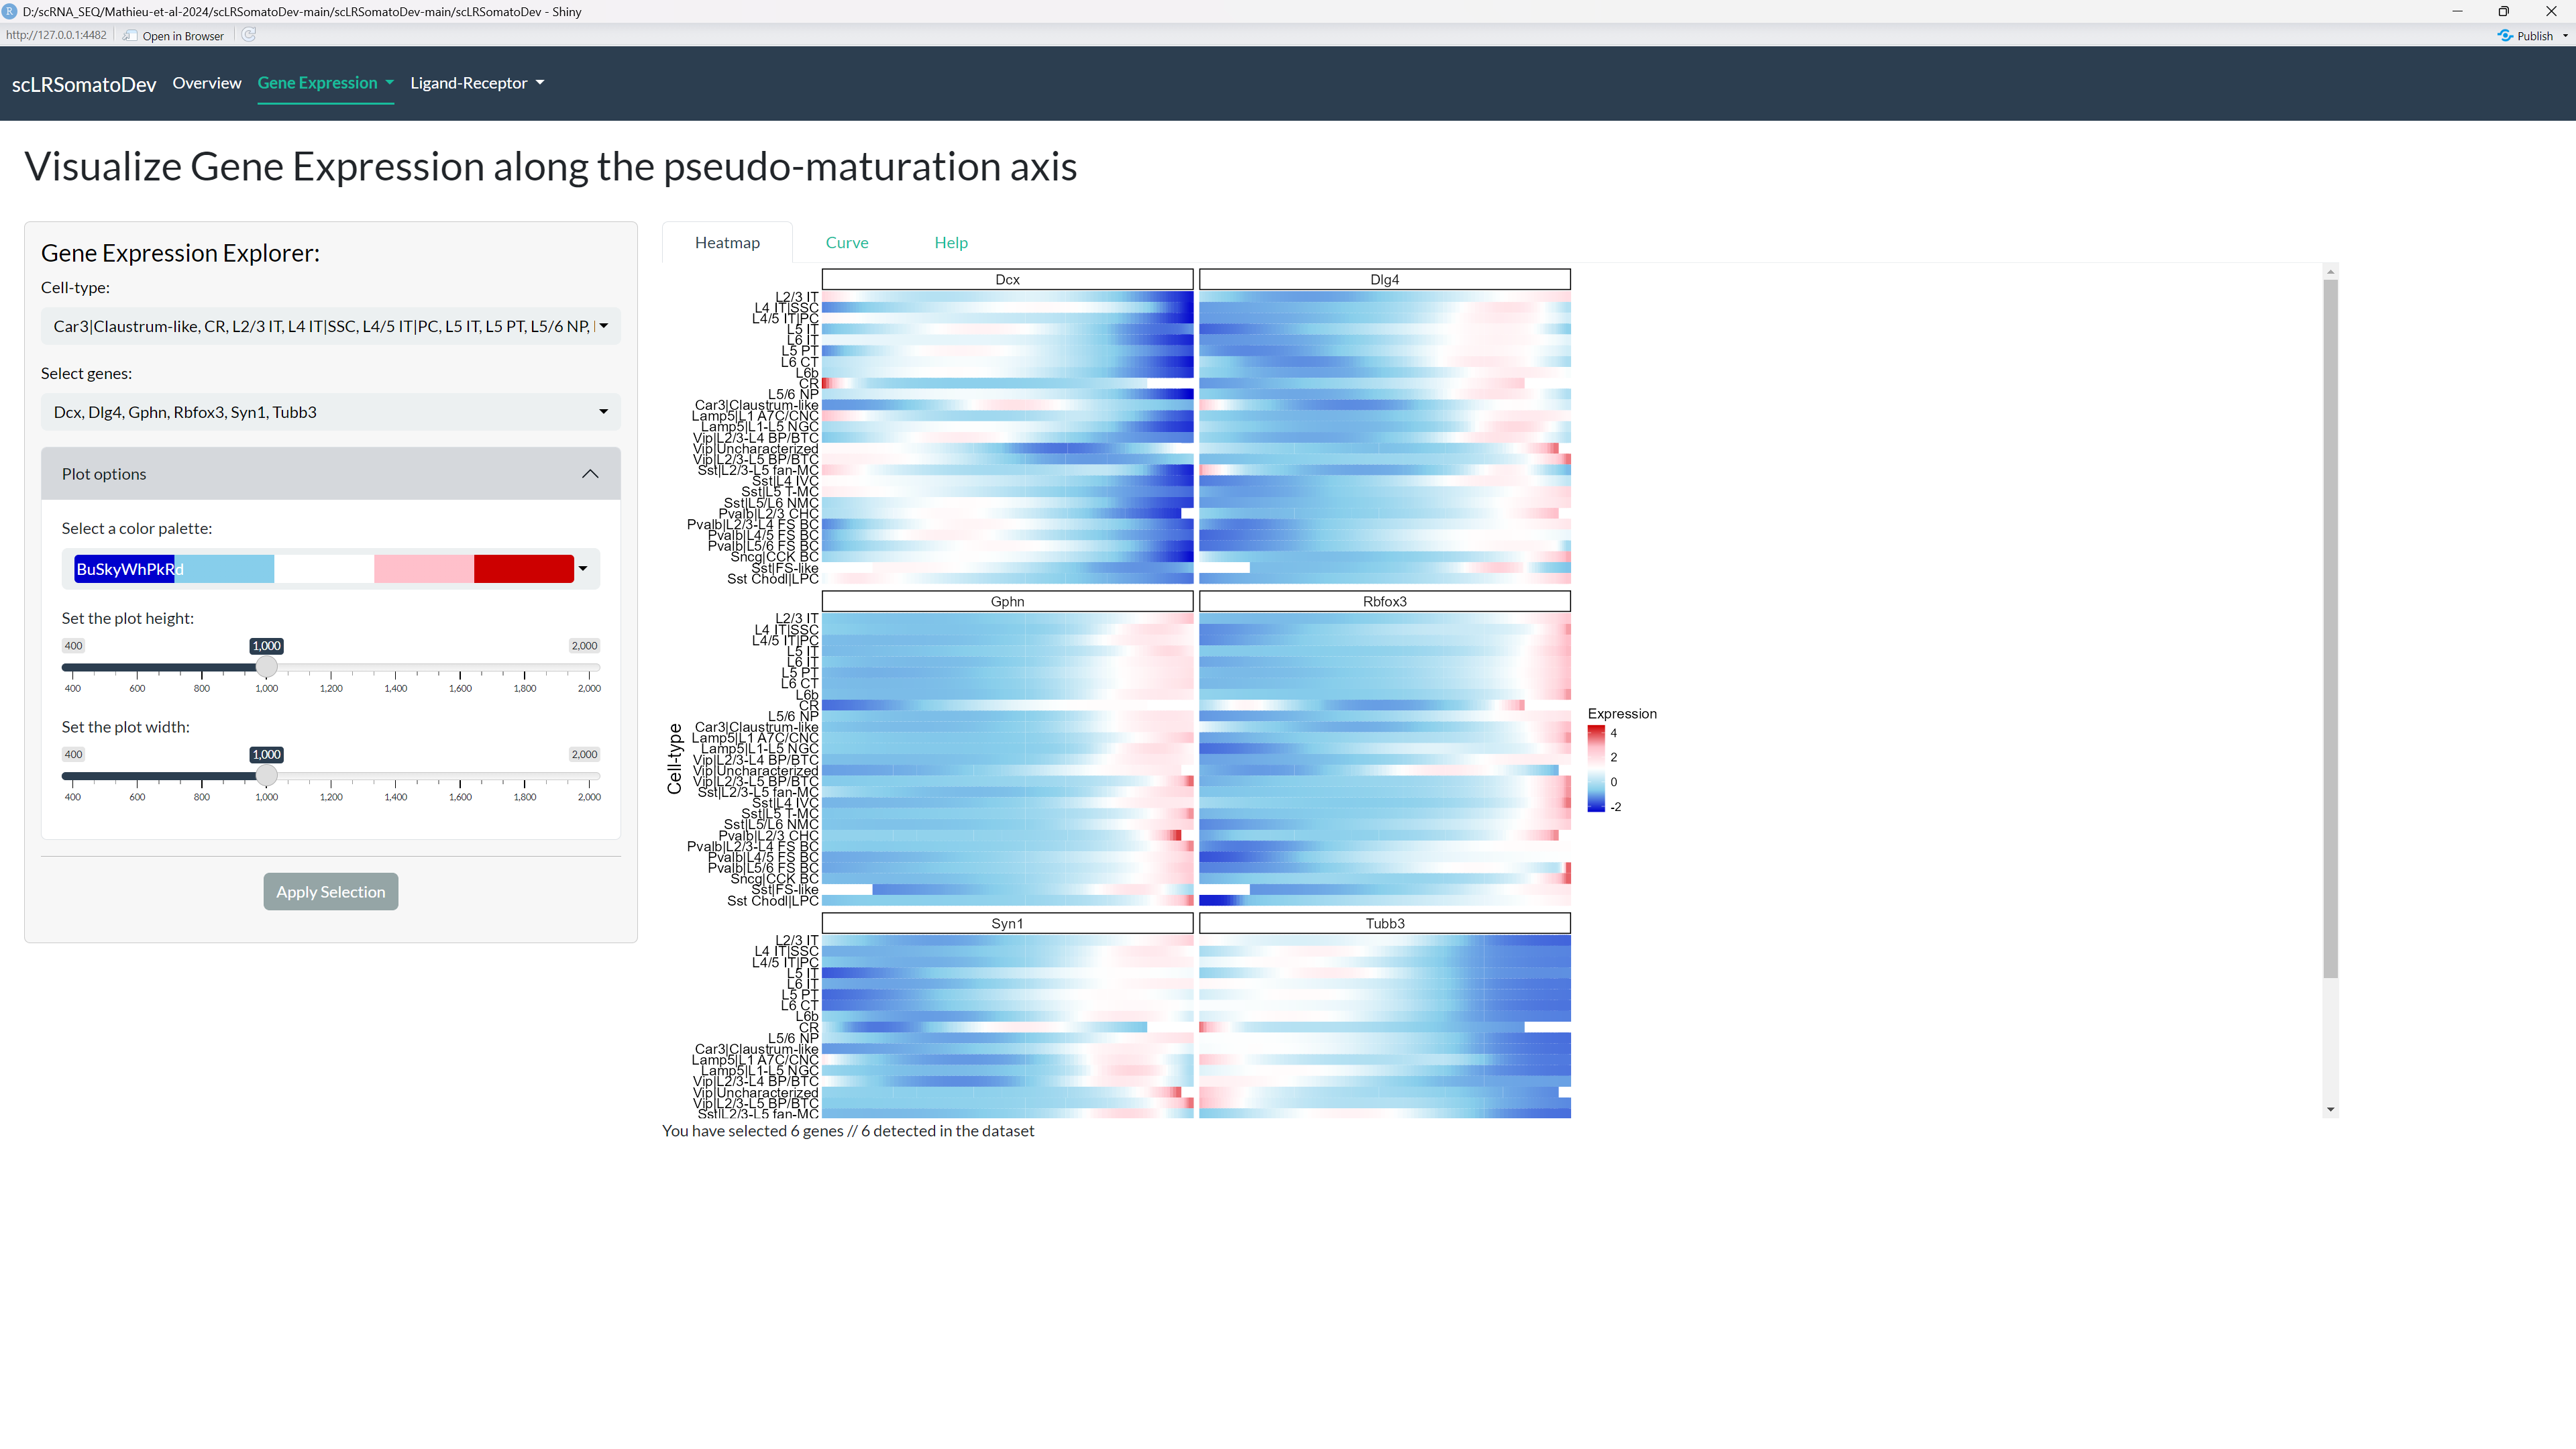 D:/scRNA_SEQ/Mathieu-et-al-2024/scLRSomatoDev-main/scLRSomatoDev-main/scLRSomatoDev - Shiny
http://127.0.0.1:4482 Open in Browser Publish
scLRSomatoDev Overview Gene Expression Ligand-Receptor
Visualize Gene Expression along the pseudo-maturation axis
Gene Expression Explorer:
Cell-type:
Car3|Claustrum-like, CR, L2/3 IT, L4 IT|SSC, L4/5 IT|PC, L5 IT, L5 PT, L5/6 NP,
Select genes:
Dcx, Dlg4, Gphn, Rbfox3, Syn1, Tubb3
Plot options
Select a color palette:
BuSkyWhPkRd
Set the plot height:
400 1,000 2,000
400 600 800 1,000 1,200 1,400 1,600 1,800 2,000
Set the plot width:
400 1,000 2,000
400 600 800 1,000 1,200 1,400 1,600 1,800 2,000
Apply Selection
Heatmap Curve Help
Dcx Dlg4
L2/3 IT
L4 IT|SSC
L4/5 IT|PC
L5 IT
L6 IT
L5 PT
L6 CT
L6b
CR
L5/6 NP
Car3|Claustrum-like
Lamp5|L1 A7C/CNC
Lamp5|L1-L5 NGC
Vip|L2/3-L4 BP/BTC
Vip|Uncharacterized
Vip|L2/3-L5 BP/BTC
Sst|L2/3-L5 fan-MC
Sst|L4 IVC
Sst|L5 T-MC
Sst|L5/L6 NMC
Pvalb|L2/3 CHC
Pvalb|L2/3-L4 FS BC
Pvalb|L4/5 FS BC
Pvalb|L5/6 FS BC
Sncg|CCK BC
Sst|FS-like
Sst Chodl|LPC
Gphn Rbfox3
L2/3 IT
L4 IT|SSC
L4/5 IT|PC
L5 IT
L6 IT
L5 PT
L6 CT
L6b
CR
L5/6 NP
Car3|Claustrum-like
Lamp5|L1 A7C/CNC
Lamp5|L1-L5 NGC
Vip|L2/3-L4 BP/BTC
Vip|Uncharacterized
Vip|L2/3-L5 BP/BTC
Sst|L2/3-L5 fan-MC
Sst|L4 IVC
Sst|L5 T-MC
Sst|L5/L6 NMC
Pvalb|L2/3 CHC
Pvalb|L2/3-L4 FS BC
Pvalb|L4/5 FS BC
Pvalb|L5/6 FS BC
Sncg|CCK BC
Sst|FS-like
Sst Chodl|LPC
Syn1 Tubb3
L2/3 IT
L4 IT|SSC
L4/5 IT|PC
L5 IT
L6 IT
L5 PT
L6 CT
L6b
CR
L5/6 NP
Car3|Claustrum-like
Lamp5|L1 A7C/CNC
Lamp5|L1-L5 NGC
Vip|L2/3-L4 BP/BTC
Vip|Uncharacterized
Vip|L2/3-L5 BP/BTC
Sst|L2/3-L5 fan-MC
Cell-type
Expression
4
2
0
-2
You have selected 6 genes // 6 detected in the dataset